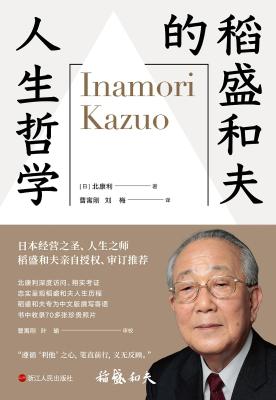 稻盛和夫
的
人生哲学
Inamori
Kazuo
[日] 北康利 著
曹寓刚 刘 梅 译
日本经营之圣、人生之师
稻盛和夫亲自授权、审订推荐
北康利深度访问、翔实考证
忠实呈现稻盛和夫人生历程
稻盛和夫专为中文版撰写寄语
书中收录70多张珍贵照片
曹寓刚 叶 瑜 审校
“遵循‘利他’之心，笔直前行，义无反顾。”
浙江人民出版社
稻盛和夫